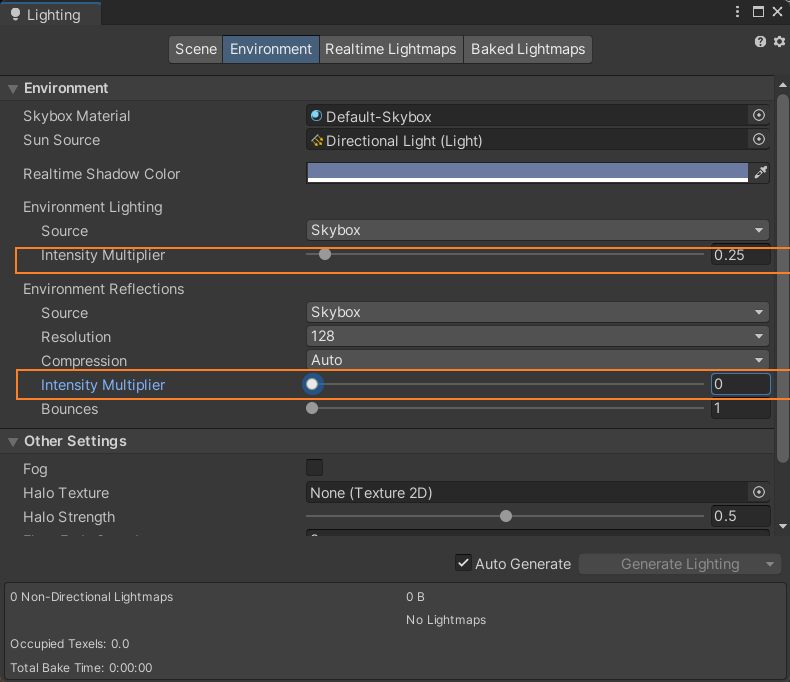 Lighting
Scene Environment Realtime Lightmaps Baked Lightmaps
Environment
Skybox Material Default-Skybox
Sun Source Directional Light (Light)
Realtime Shadow Color
Environment Lighting
Source Skybox
Intensity Multiplier 0.25
Environment Reflections
Source Skybox
Resolution 128
Compression Auto
Intensity Multiplier 0
Bounces 1
Other Settings
Fog
Halo Texture None (Texture 2D)
Halo Strength 0.5
Auto Generate Generate Lighting
0 Non-Directional Lightmaps 0 B
No Lightmaps
Occupied Texels: 0.0
Total Bake Time: 0:00:00